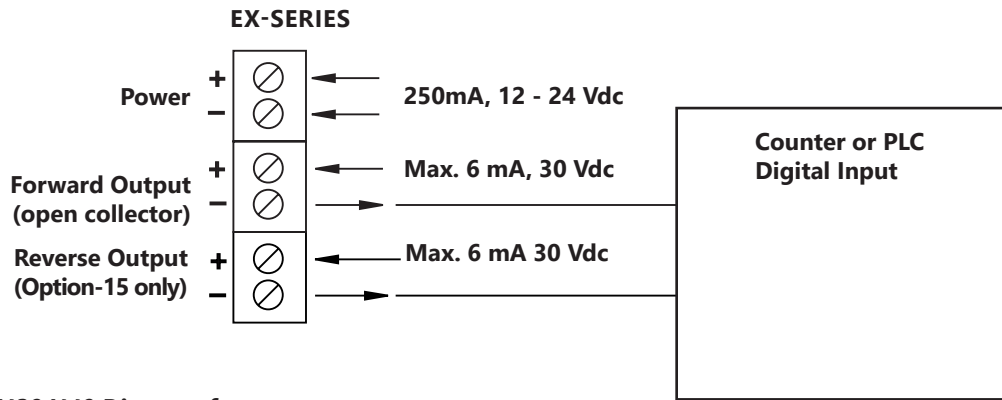 EX-SERIES
Power
+
−
250mA, 12 - 24 Vdc
Forward Output
(open collector)
+
−
Max. 6 mA, 30 Vdc
Reverse Output
(Option-15 only)
+
−
Max. 6 mA 30 Vdc
Counter or PLC
Digital Input